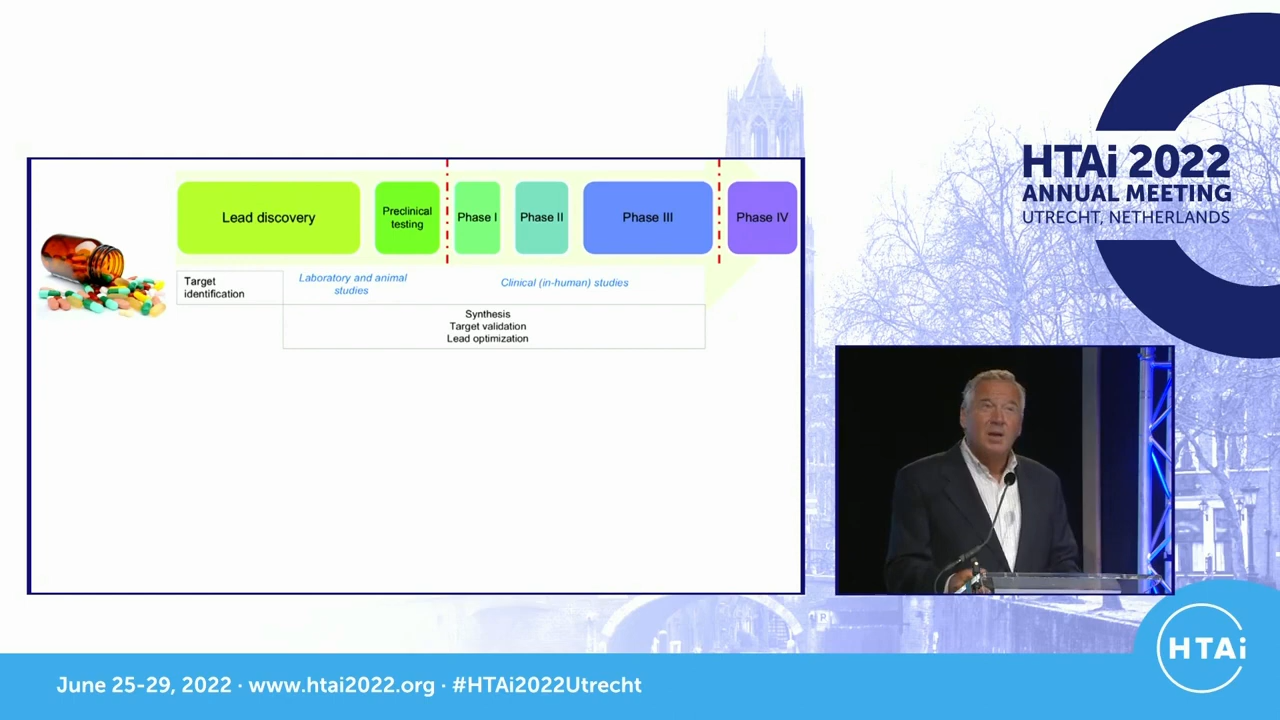 HTAi 2022
ANNUAL MEETING
UTRECHT, NETHERLANDS
Lead discovery
Preclinical
testing
Phase I
Phase II
Phase III
Phase IV
Target
identification
Laboratory and animal
studies
Clinical (in-human) studies
Synthesis
Target validation
Lead optimization
R
HTAi
June 25-29, 2022 · www.htai2022.org · #HTAi2022Utrecht